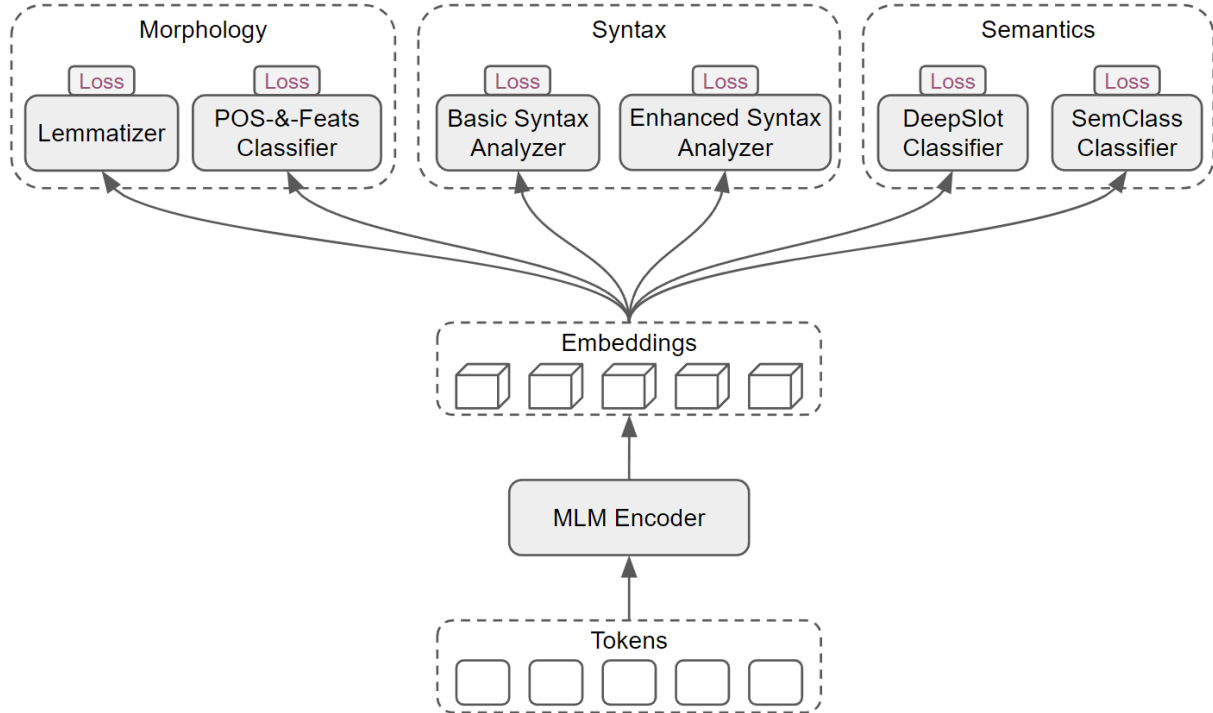 Morphology
Loss
Lemmatizer
Loss
POS-&-Feats
Classifier
Syntax
Loss
Basic Syntax
Analyzer
Loss
Enhanced Syntax
Analyzer
Semantics
Loss
DeepSlot
Classifier
Loss
SemClass
Classifier
Embeddings
MLM Encoder
Tokens